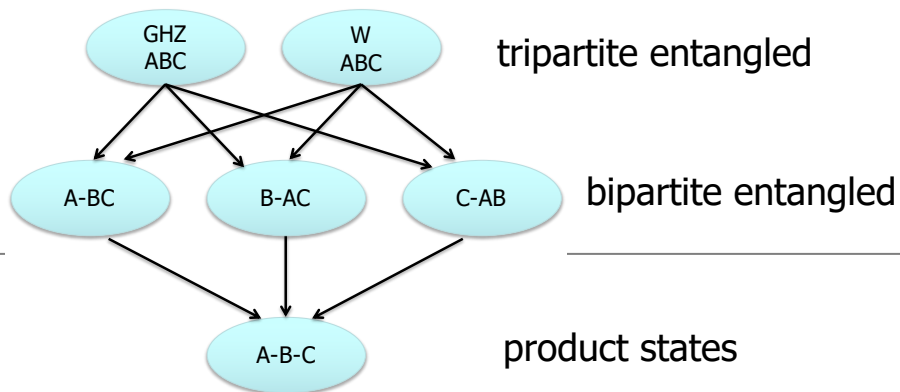 GHZ
ABC
W
ABC
tripartite entangled
A-BC
B-AC
C-AB
bipartite entangled
A-B-C
product states